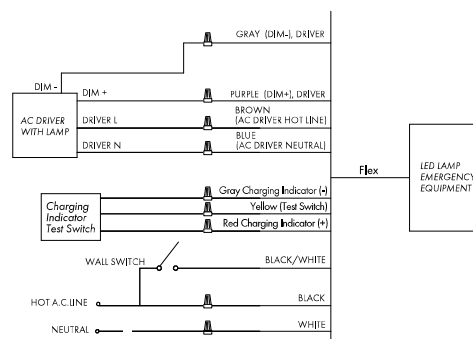 GRAY (DIM-), DRIVER
DIM -
DIM +
PURPLE (DIM+), DRIVER
AC DRIVER
WITH LAMP
DRIVER L
BROWN
(AC DRIVER HOT LINE)
DRIVER N
BLUE
(AC DRIVER NEUTRAL)
Flex
LED LAMP
EMERGENCY
EQUIPMENT
Charging
Indicator
Test Switch
Gray Charging Indicator (-)
Yellow (Test Switch)
Red Charging Indicator (+)
WALL SWITCH
BLACK/WHITE
HOT A.C.LINE
BLACK
NEUTRAL
WHITE